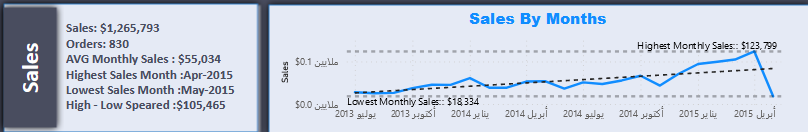 Sales
Sales: $1,265,793
Orders: 830
AVG Monthly Sales : $55,034
Highest Sales Month :Apr-2015
Lowest Sales Month :May-2015
High - Low Speared :$105,465
Sales By Months
Highest Monthly Sales:: $123,799
Sales
$0.1 ملايين
$0.0 ملايين
Lowest Monthly Sales:: $18,334
يوليو 2013
أكتوبر 2013
يناير 2014
أبريل 2014
يوليو 2014
أكتوبر 2014
يناير 2015
أبريل 2015